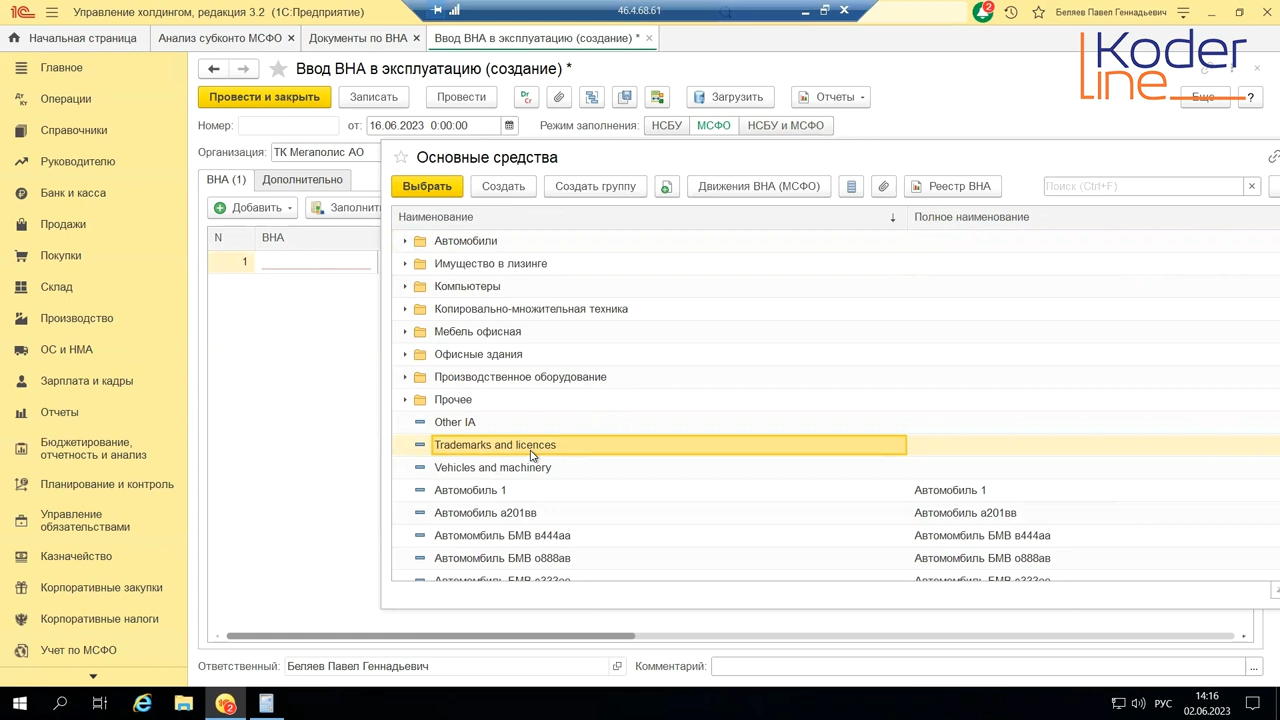 Управление холдингом, редакция 3.2 (1С:Предприятие)
46.4.68.61
2
Беляев Павел Геннадьевич
Начальная страница
Анализ субконто МСФО
Документы по ВНА
Ввод ВНА в эксплуатацию (создание) *
Koder
line
Главное
Операции
Справочники
Руководителю
Банк и касса
Продажи
Покупки
Склад
Производство
ОС и НМА
Зарплата и кадры
Отчеты
Бюджетирование,
отчетность и анализ
Планирование и контроль
Управление
обязательствами
Казначейство
Корпоративные закупки
Корпоративные налоги
Учет по МСФО
Ввод ВНА в эксплуатацию (создание) *
Провести и закрыть
Записать
Провести
Загрузить
Отчеты
Еще
?
Номер:
от:
16.06.2023 0:00:00
Режим заполнения:
НСБУ
МСФО
НСБУ и МСФО
Организация:
ТК Мегаполис АО
ВНА (1)
Дополнительно
Добавить
Заполнит
N
ВНА
1
Основные средства
Выбрать
Создать
Создать группу
Движения ВНА (МСФО)
Реестр ВНА
Поиск (Ctrl+F)
Наименование
Полное наименование
Автомобили
Имущество в лизинге
Компьютеры
Копировально-множительная техника
Мебель офисная
Офисные здания
Производственное оборудование
Прочее
Other IA
Trademarks and licences
Vehicles and machinery
Автомобиль 1
Автомобиль 1
Автомобиль а201вв
Автомобиль а201вв
Автомомбиль БМВ в444аа
Автомомбиль БМВ в444аа
Автомомбиль БМВ о888ав
Автомомбиль БМВ о888ав
Ответственный:
Беляев Павел Геннадьевич
Комментарий:
...
2
РУС
14:16
02.06.2023